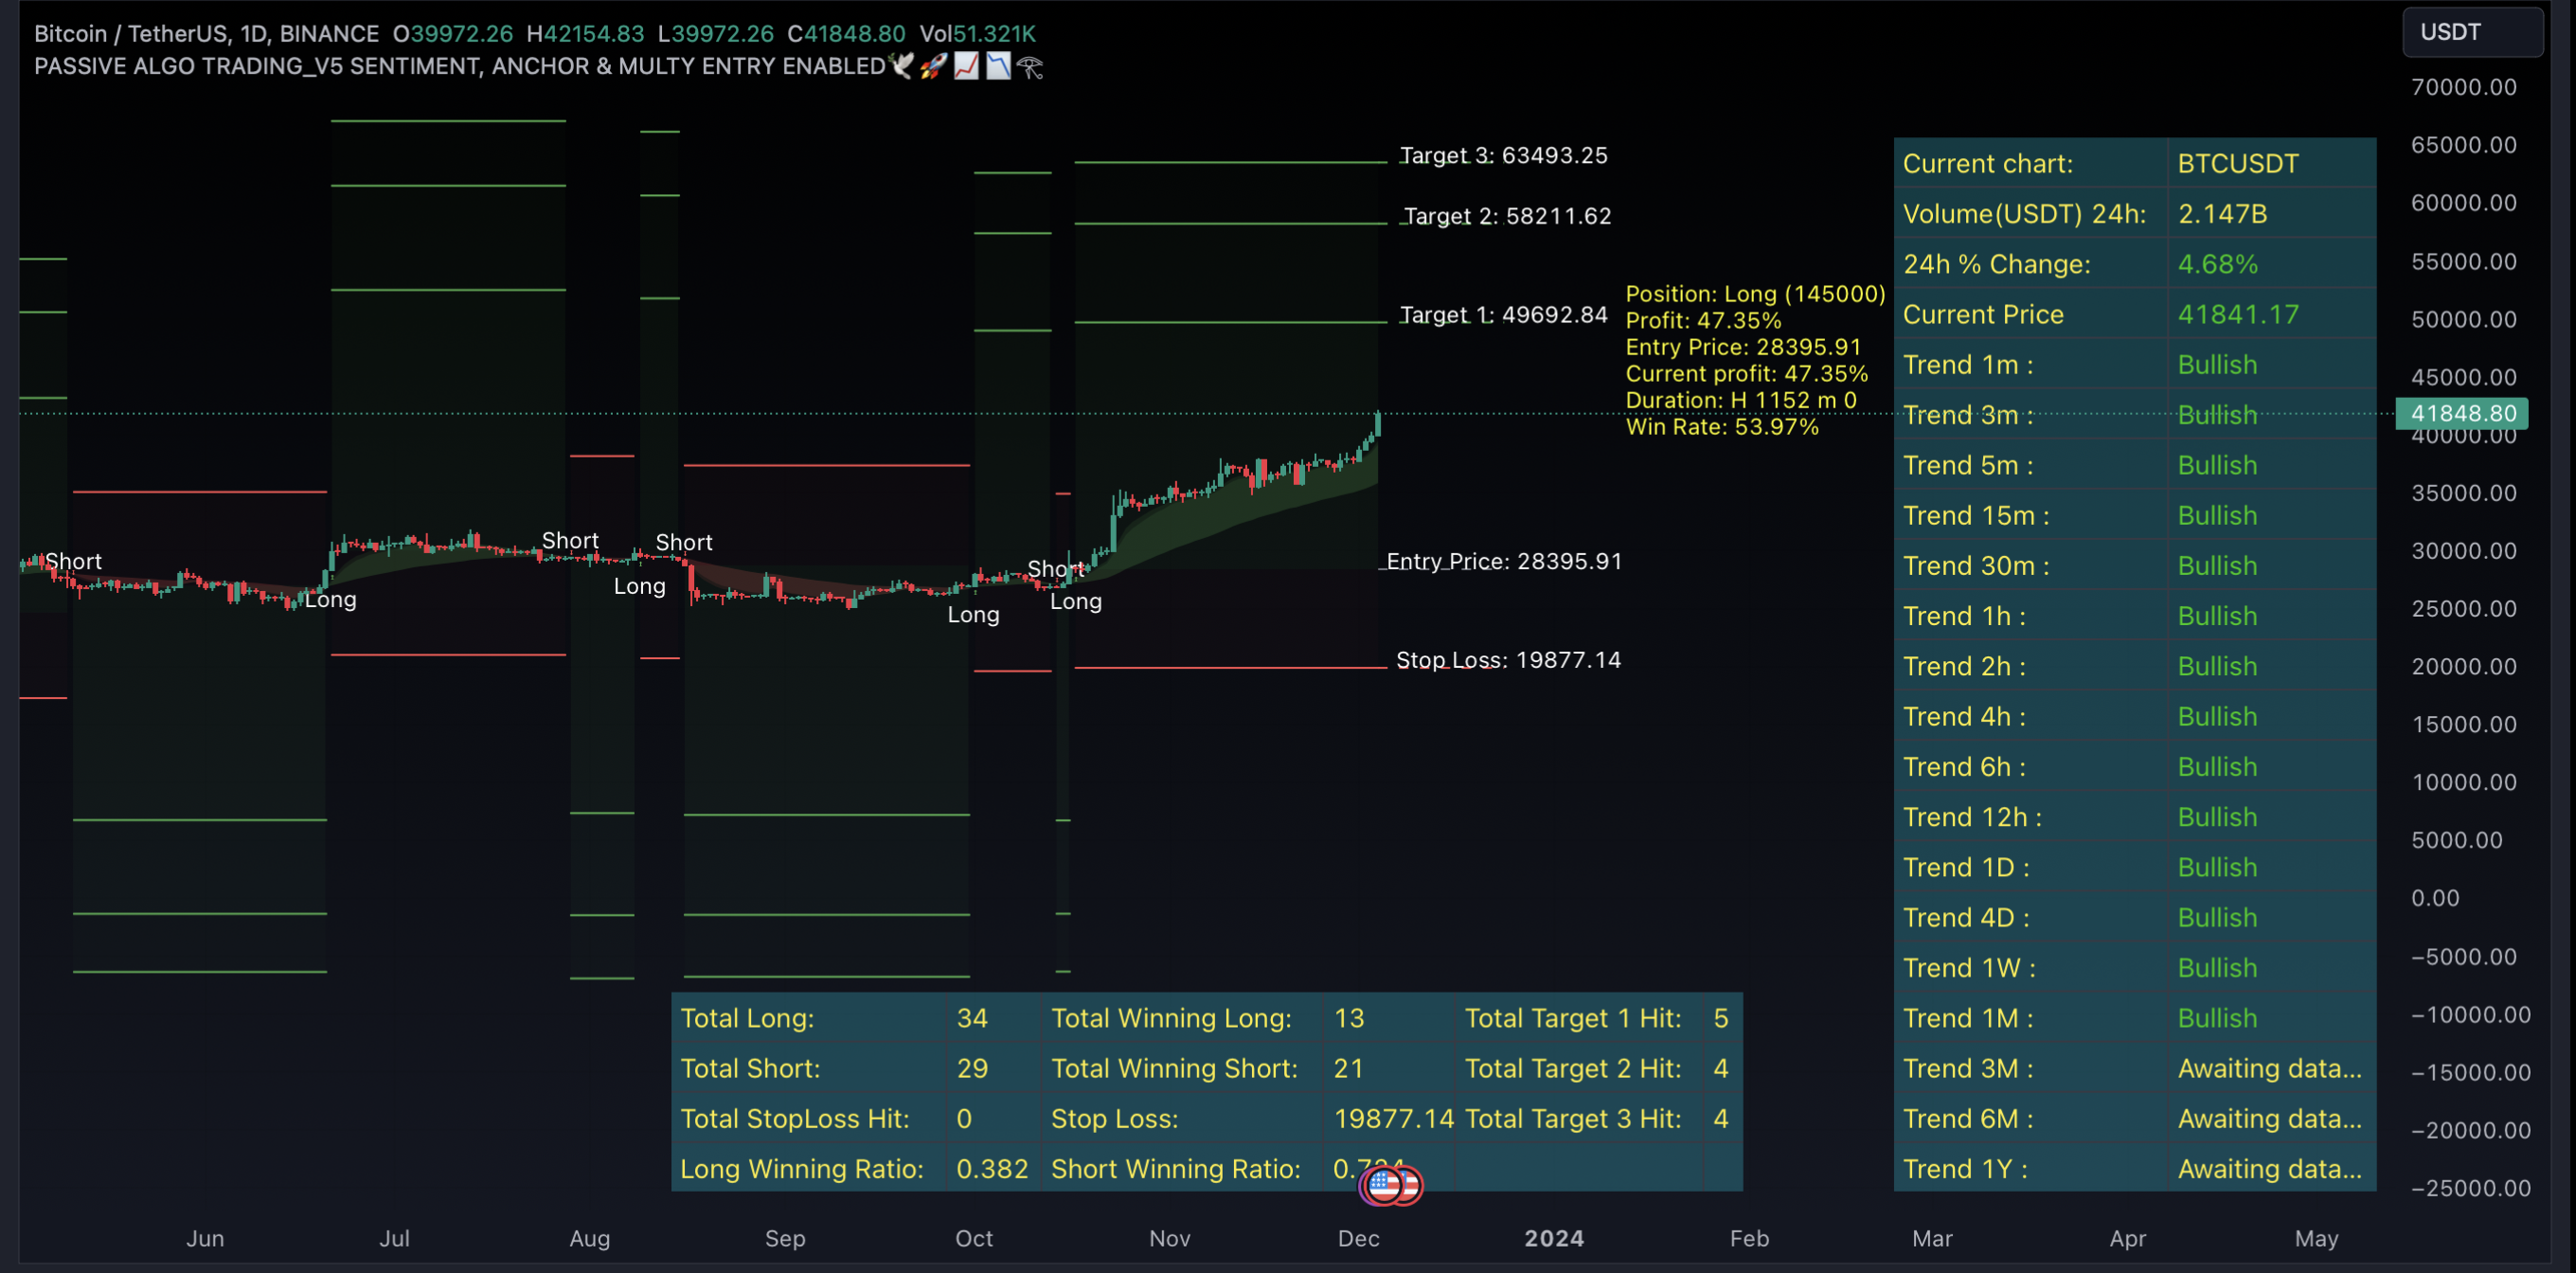 Bitcoin / TetherUS, 1D, BINANCE O39972.26 H42154.83 L39972.26 C41848.80 Vol51.321K
PASSIVE ALGO TRADING_V5 SENTIMENT, ANCHOR & MULTY ENTRY ENABLED🕊🚀📈📉𓂀
USDT
70000.00
65000.00
60000.00
55000.00
50000.00
45000.00
41848.80
40000.00
35000.00
30000.00
25000.00
20000.00
15000.00
10000.00
5000.00
0.00
−5000.00
−10000.00
−15000.00
−20000.00
−25000.00
Target 3: 63493.25
Target 2: 58211.62
Target 1: 49692.84
Position: Long (145000)
Profit: 47.35%
Entry Price: 28395.91
Current profit: 47.35%
Duration: H 1152 m 0
Win Rate: 53.97%
Entry Price: 28395.91
Stop Loss: 19877.14
Short
Long
Short
Long
Short
Long
Short
Long
Current chart: BTCUSDT
Volume(USDT) 24h: 2.147B
24h % Change: 4.68%
Current Price 41841.17
Trend 1m : Bullish
Trend 3m : Bullish
Trend 5m : Bullish
Trend 15m : Bullish
Trend 30m : Bullish
Trend 1h : Bullish
Trend 2h : Bullish
Trend 4h : Bullish
Trend 6h : Bullish
Trend 12h : Bullish
Trend 1D : Bullish
Trend 4D : Bullish
Trend 1W : Bullish
Trend 1M : Bullish
Trend 3M : Awaiting data...
Trend 6M : Awaiting data...
Trend 1Y : Awaiting data...
Total Long: 34 Total Winning Long: 13 Total Target 1 Hit: 5
Total Short: 29 Total Winning Short: 21 Total Target 2 Hit: 4
Total StopLoss Hit: 0 Stop Loss: 19877.14 Total Target 3 Hit: 4
Long Winning Ratio: 0.382 Short Winning Ratio:
Jun Jul Aug Sep Oct Nov Dec 2024 Feb Mar Apr May